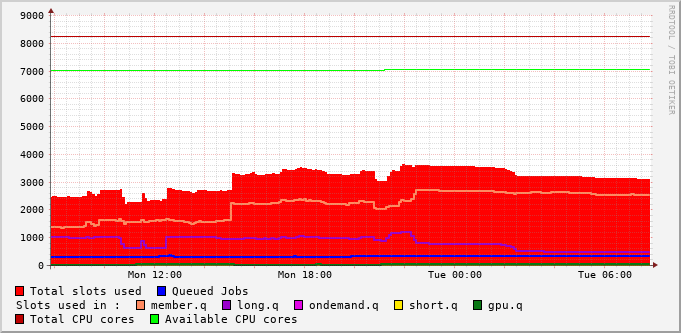 RRDTOOL / TOBI OETIKER
9000
8000
7000
6000
5000
4000
3000
2000
1000
0
Mon 12:00 Mon 18:00 Tue 00:00 Tue 06:00
Total slots used Queued Jobs
Slots used in : member.q long.q ondemand.q short.q gpu.q
Total CPU cores Available CPU cores